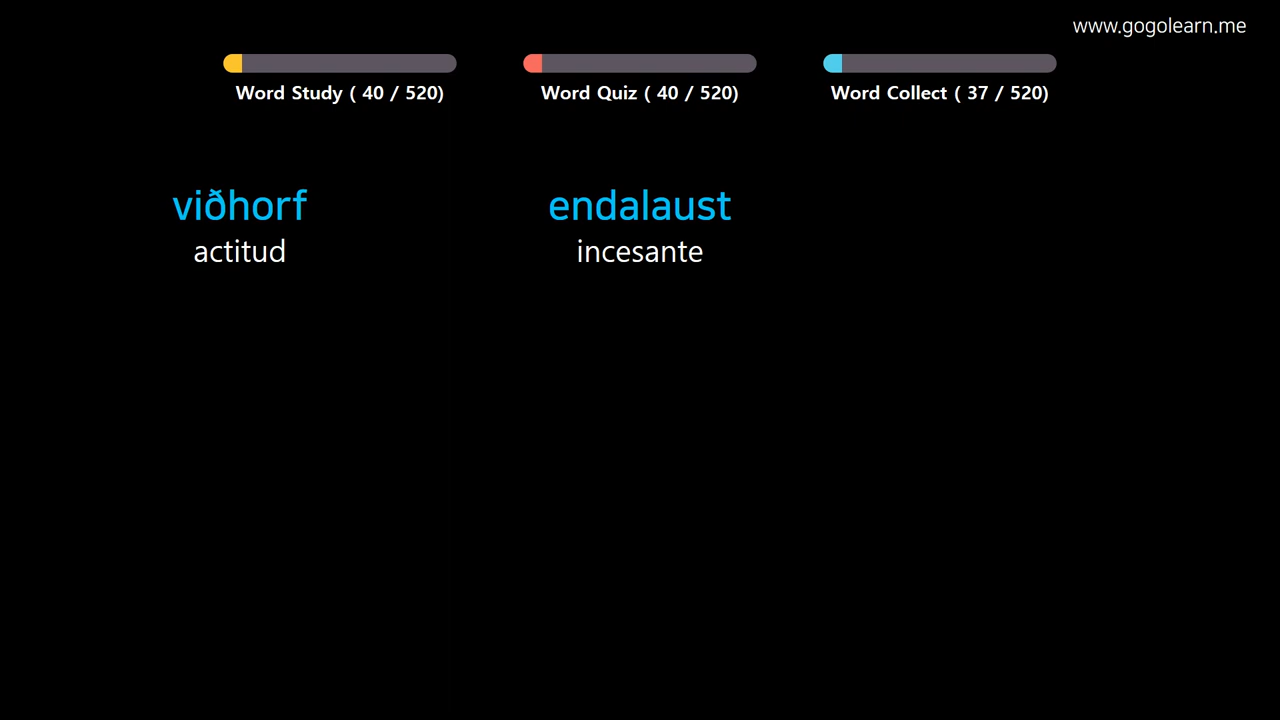 www.gogolearn.me
Word Study ( 40 / 520)
Word Quiz ( 40 / 520)
Word Collect ( 37 / 520)
viðhorf
actitud
endalaust
incesante